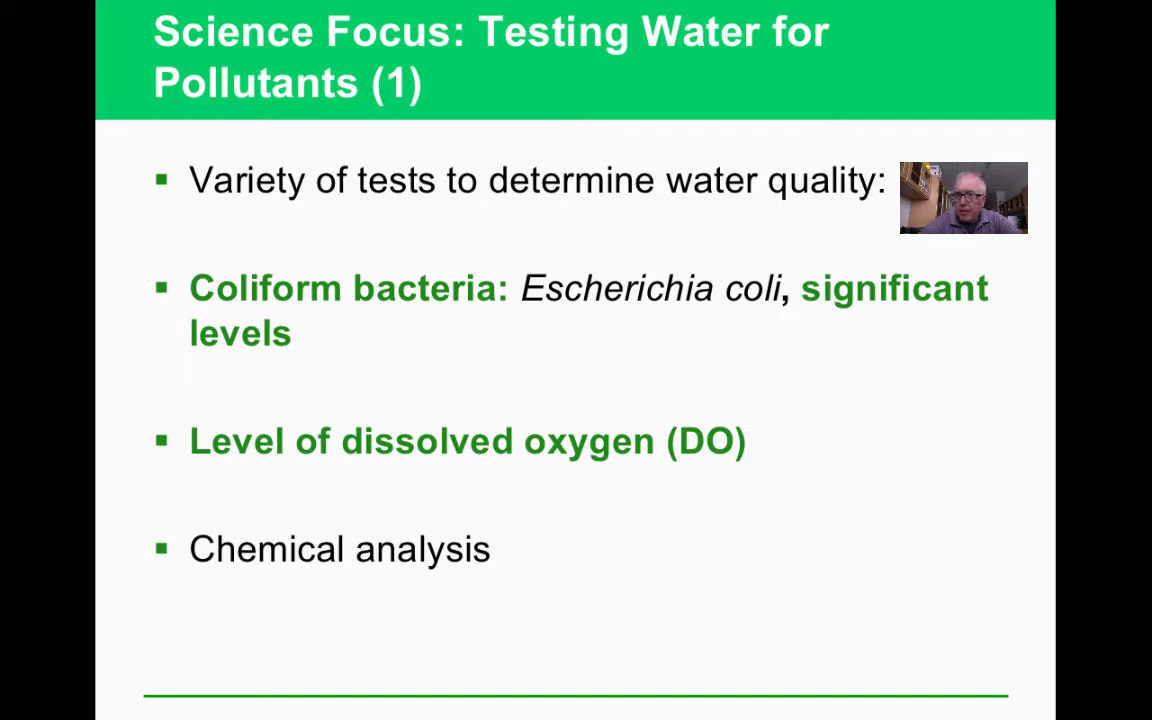 Science Focus: Testing Water for
Pollutants (1)
▪ Variety of tests to determine water quality:
▪ Coliform bacteria: Escherichia coli, significant
levels
▪ Level of dissolved oxygen (DO)
▪ Chemical analysis